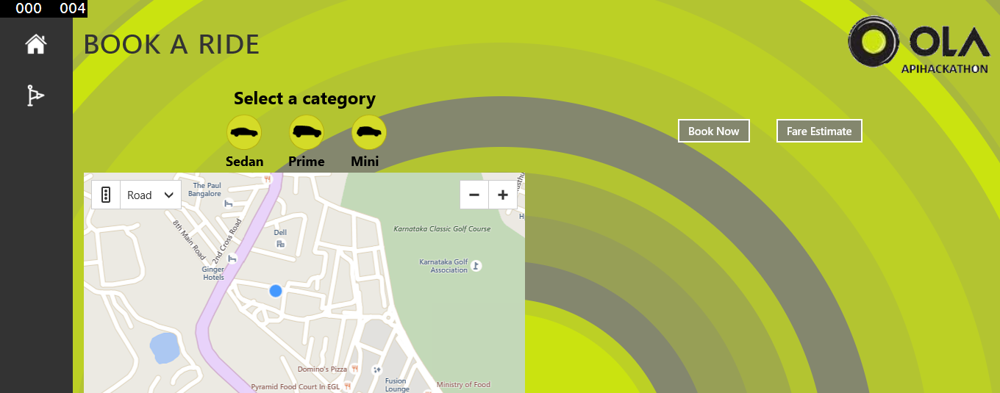 000 004
BOOK A RIDE
OLA
APIHACKATHON
Select a category
Book Now
Fare Estimate
Sedan
Prime
Mini
Road
The Paul
Bangalore
8th Main Road
2nd Cross Road
Dell
Ginger
Hotels
Karnataka Classic Golf Course
Karnataka Golf
Association
Domino's Pizza
Pyramid Food Court In EGL
Fusion
Lounge
Ministry of Food